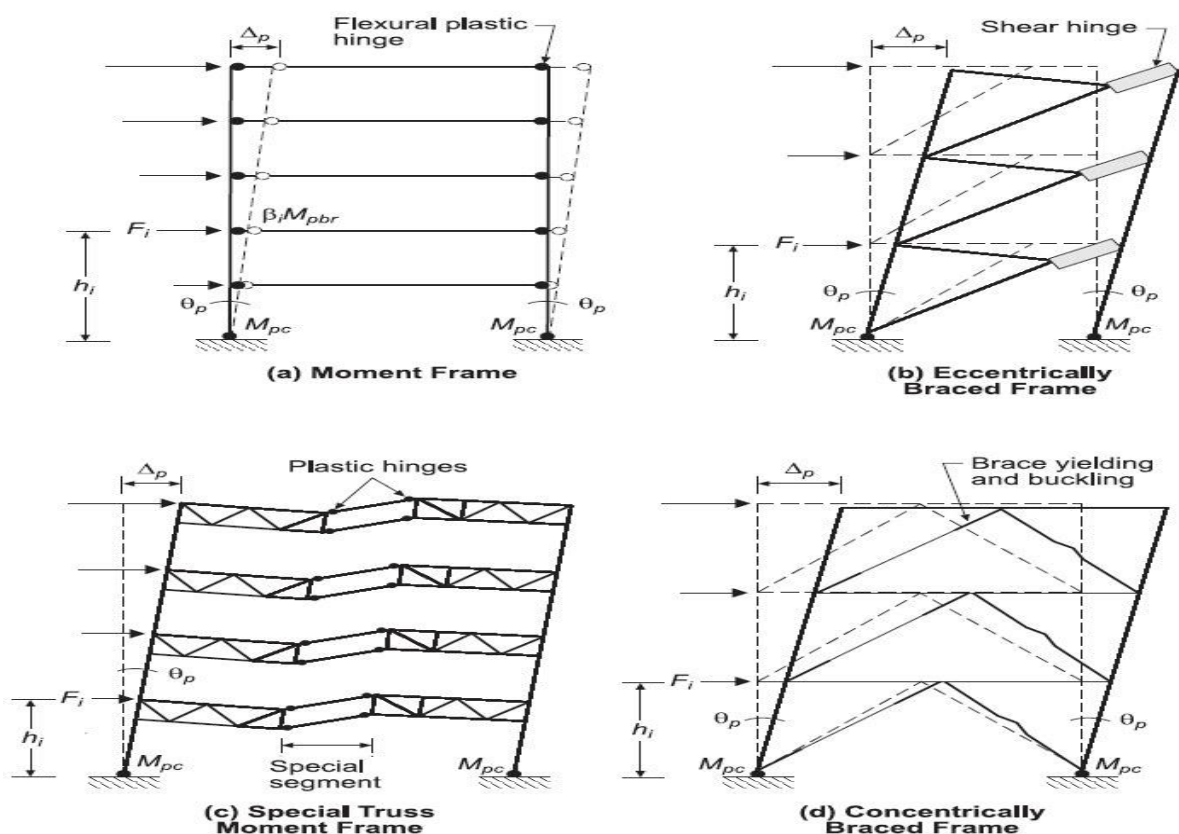 Flexural plastic
hinge
Δp
βiMpbr
Fi
hi
θp
θp
Mpc
Mpc
(a) Moment Frame
Shear hinge
Δp
Fi
hi
θp
θp
Mpc
Mpc
(b) Eccentrically
Braced Frame
Plastic hinges
Δp
θp
Fi
hi
Mpc
Special
segment
Mpc
(c) Special Truss
Moment Frame
Brace yielding
and buckling
Δp
Fi
hi
θp
θp
Mpc
Mpc
(d) Concentrically
Braced Frame